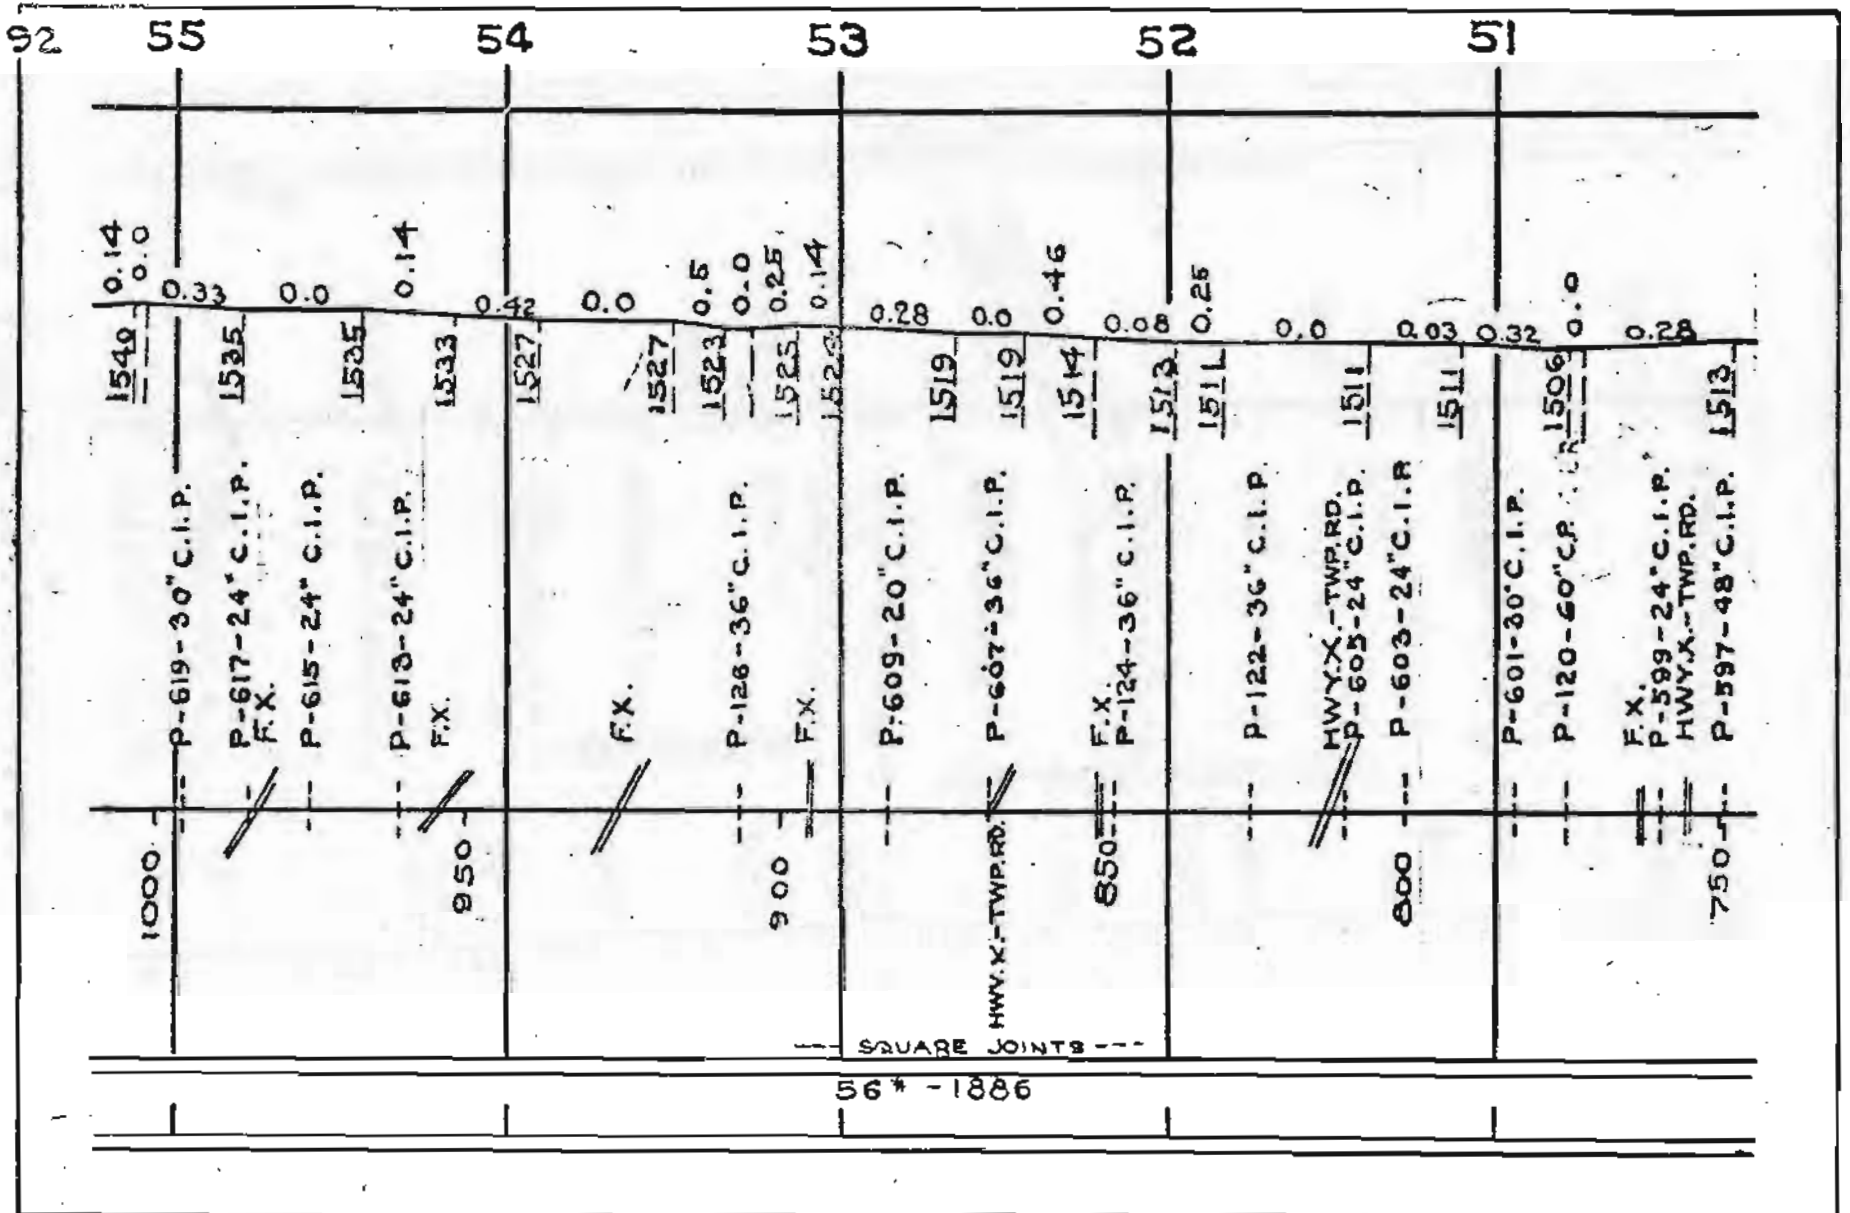 92 55 54 53 52 51
0.14
0.0
0.33
0.0
0.14
0.42
0.0
0.5
0.0
0.25
0.14
0.28
0.0
0.46
0.08
0.25
0.0
0.03
0.32
0.0
0.28
1540
1535
1535
1533
1527
1527
1523
1525
1519
1519
1514
1513
1511
1511
1511
1506
1513
P-619-30" C.I.P.
P-617-24" C.I.P.
F.X.
P-615-24" C.I.P.
P-613-24" C.I.P.
F.X.
F.X.
P-126-36" C.I.P.
F.X.
P-609-20" C.I.P.
P-607-36" C.I.P.
F.X.
P-124-36" C.I.P.
P-122-36" C.I.P.
HWY.X.-TWP.RD.
P-605-24" C.I.P.
P-603-24" C.I.P.
P-601-30" C.I.P.
P-120-60" C.P.
F.X.
P-599-24" C.I.P.
HWY.X.-TWP.RD.
P-597-48" C.I.P.
1000
950
900
HWY.X.-TWP.RD.
850
800
750
--- SQUARE JOINTS ---
56# - 1886